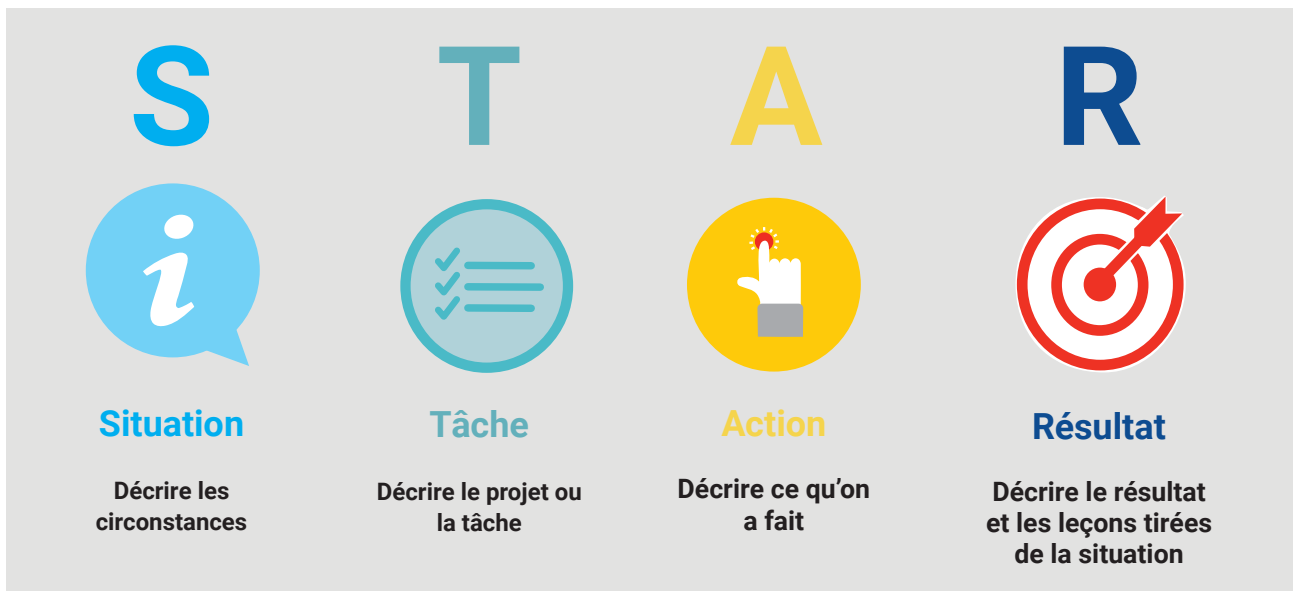 S
T
A
R
i
Situation
Tâche
Action
Résultat
Décrire les
circonstances
Décrire le projet ou
la tâche
Décrire ce qu'on
a fait
Décrire le résultat
et les leçons tirées
de la situation